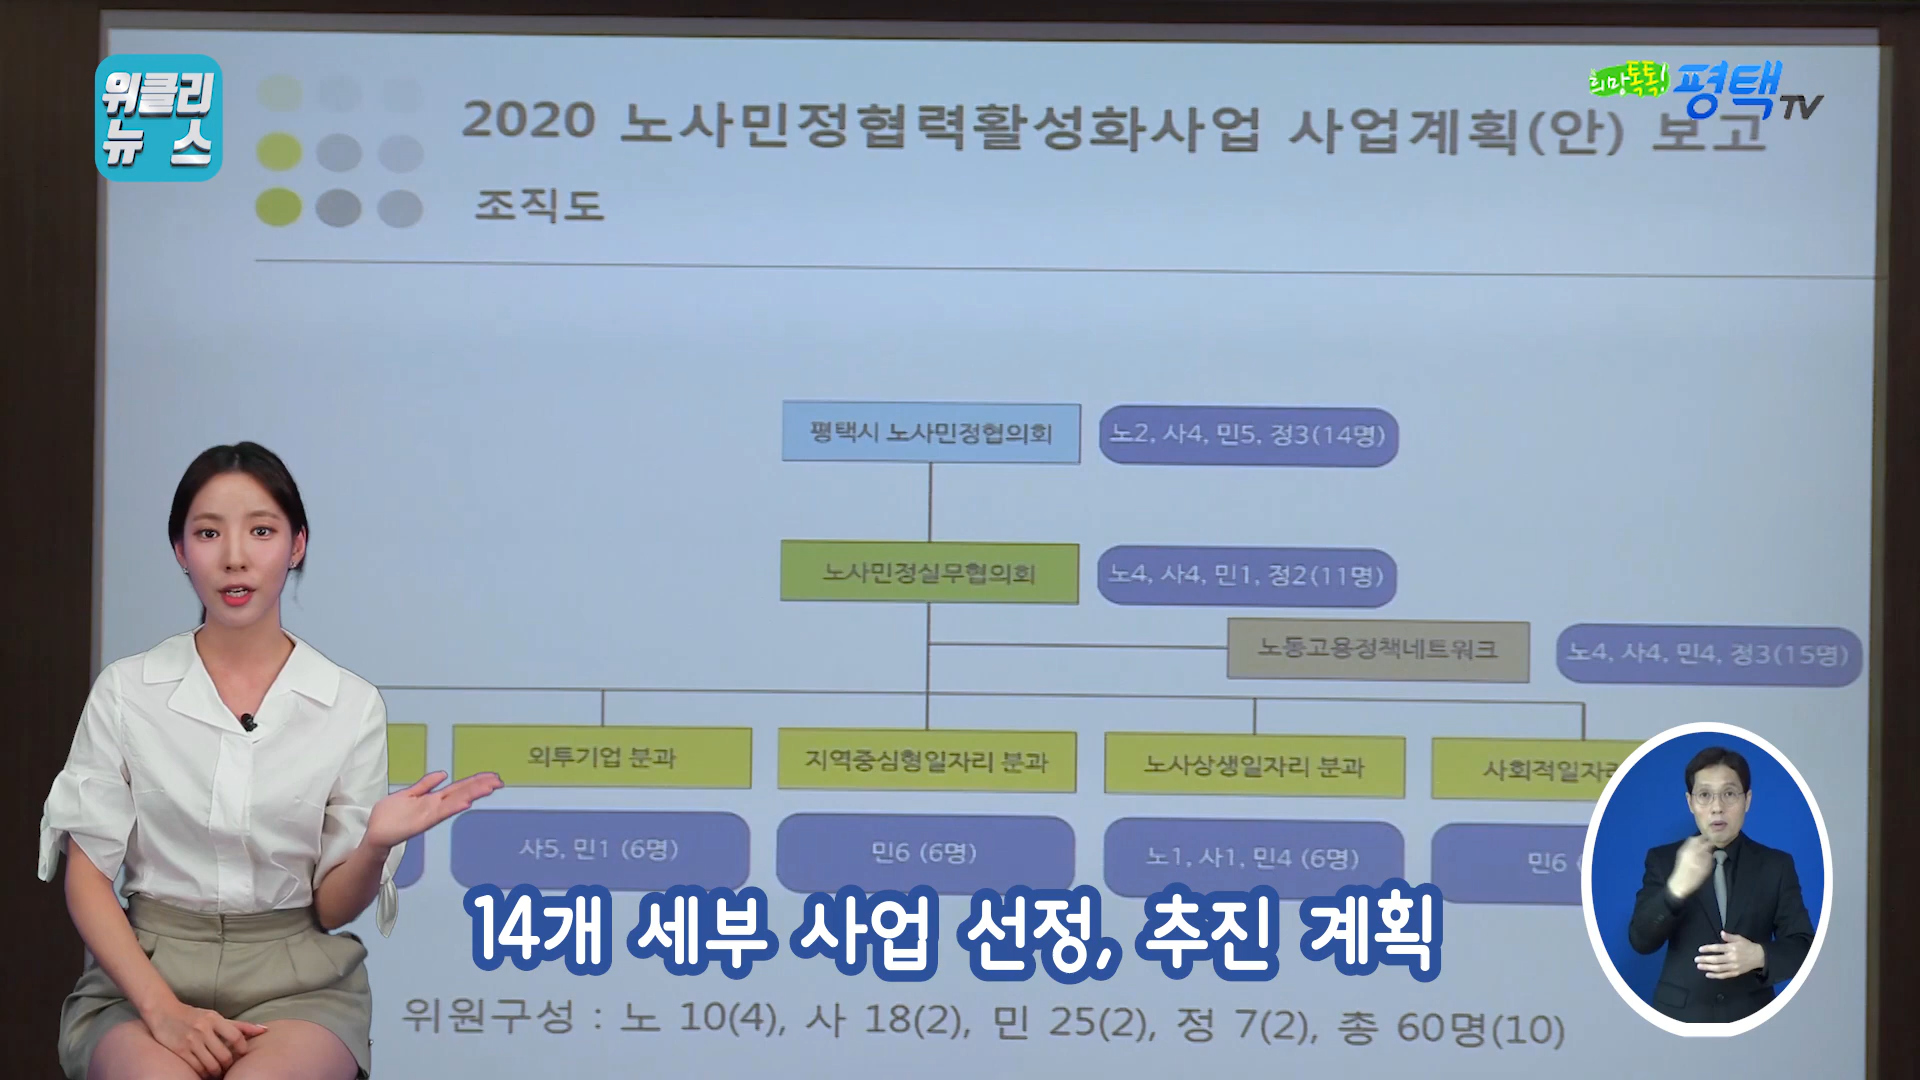 위클리
뉴스
희망톡톡! 평택TV
2020 노사민정협력활성화사업 사업계획(안) 보고
조직도
평택시 노사민정협의회
노2, 사4, 민5, 정3(14명)
노사민정실무협의회
노4, 사4, 민1, 정2(11명)
노동고용정책네트워크
노4, 사4, 민4, 정3(15명)
외투기업 분과
지역중심형일자리 분과
노사상생일자리 분과
사회적일자리
사5, 민1 (6명)
민6 (6명)
노1, 사1, 민4 (6명)
민6
14개 세부 사업 선정, 추진 계획
위원구성 : 노 10(4), 사 18(2), 민 25(2), 정 7(2), 총 60명(10)